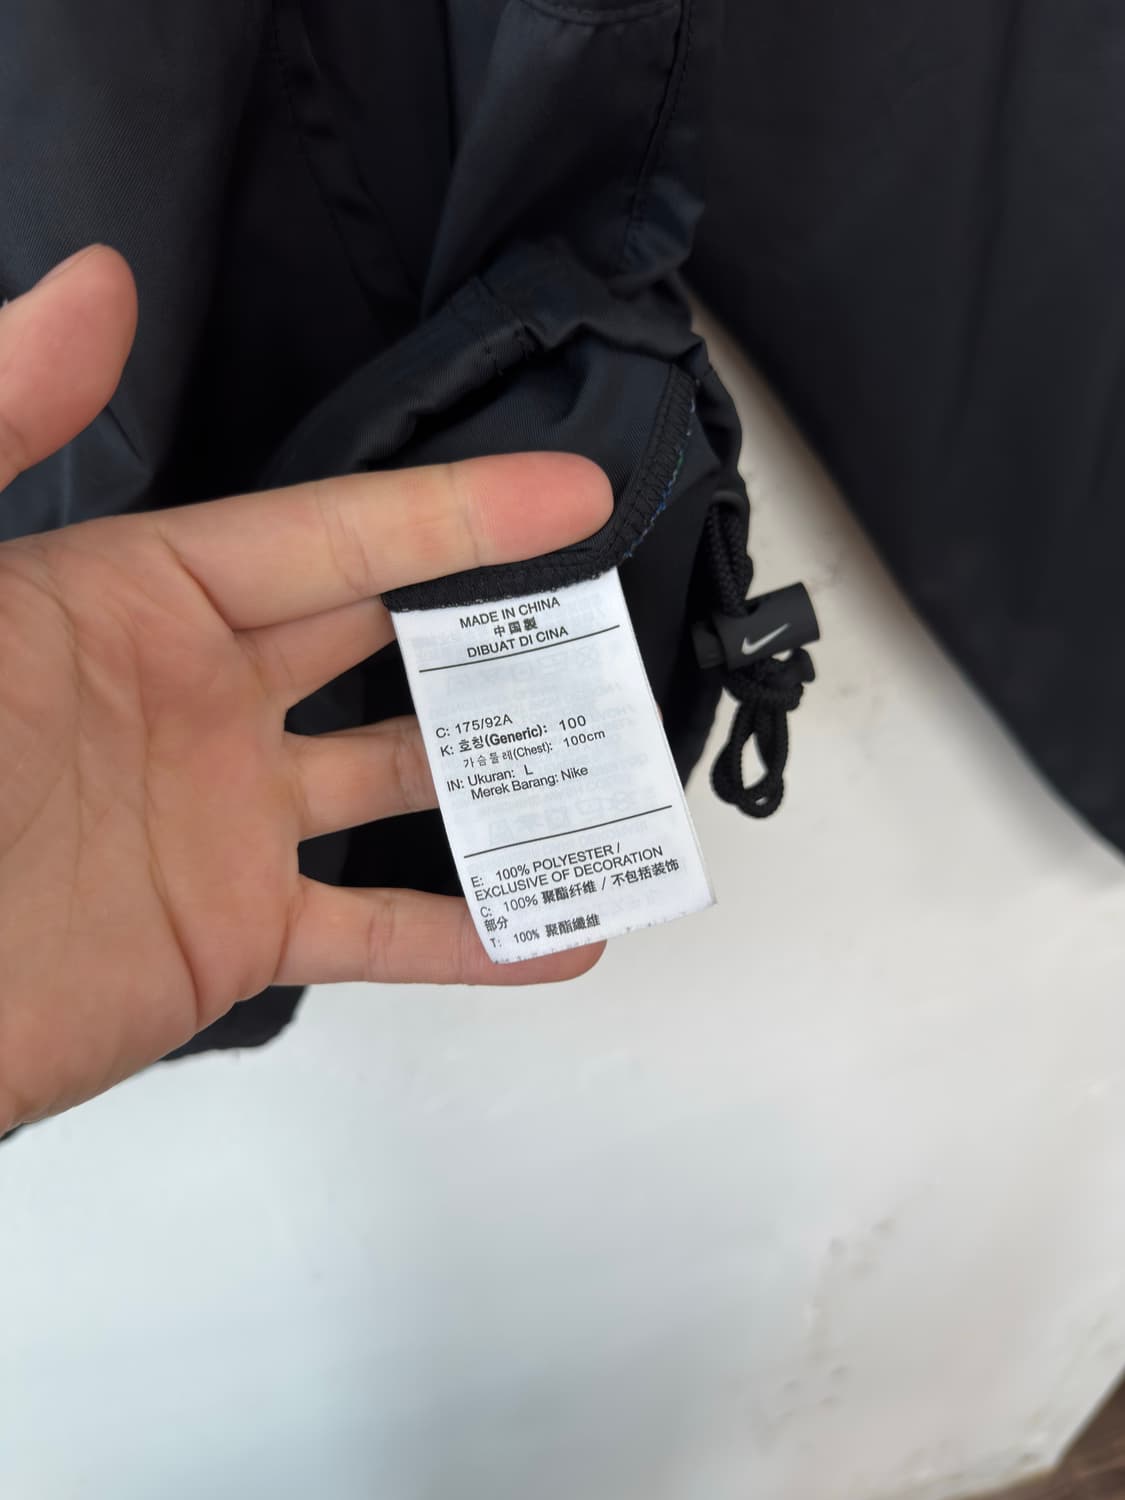 MADE IN CHINA
中国製
DIBUAT DI CINA
C: 175/92A
K: 호칭(Generic): 100
가슴둘레(Chest): 100cm
IN: Ukuran: L
Merek Barang: Nike
E: 100% POLYESTER /
EXCLUSIVE OF DECORATION
C: 100% 聚酯纤维 / 不包括装饰
部分
T: 100% 聚酯纖維